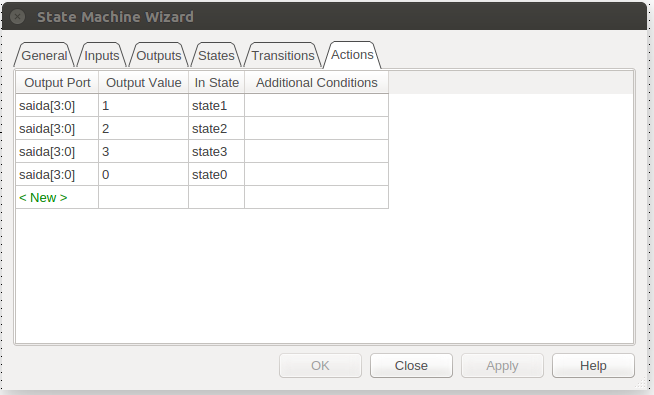 State Machine Wizard
General Inputs Outputs States Transitions Actions
Output Port Output Value In State Additional Conditions
saida[3:0] 1 state1
saida[3:0] 2 state2
saida[3:0] 3 state3
saida[3:0] 0 state0
< New >
OK Close Apply Help